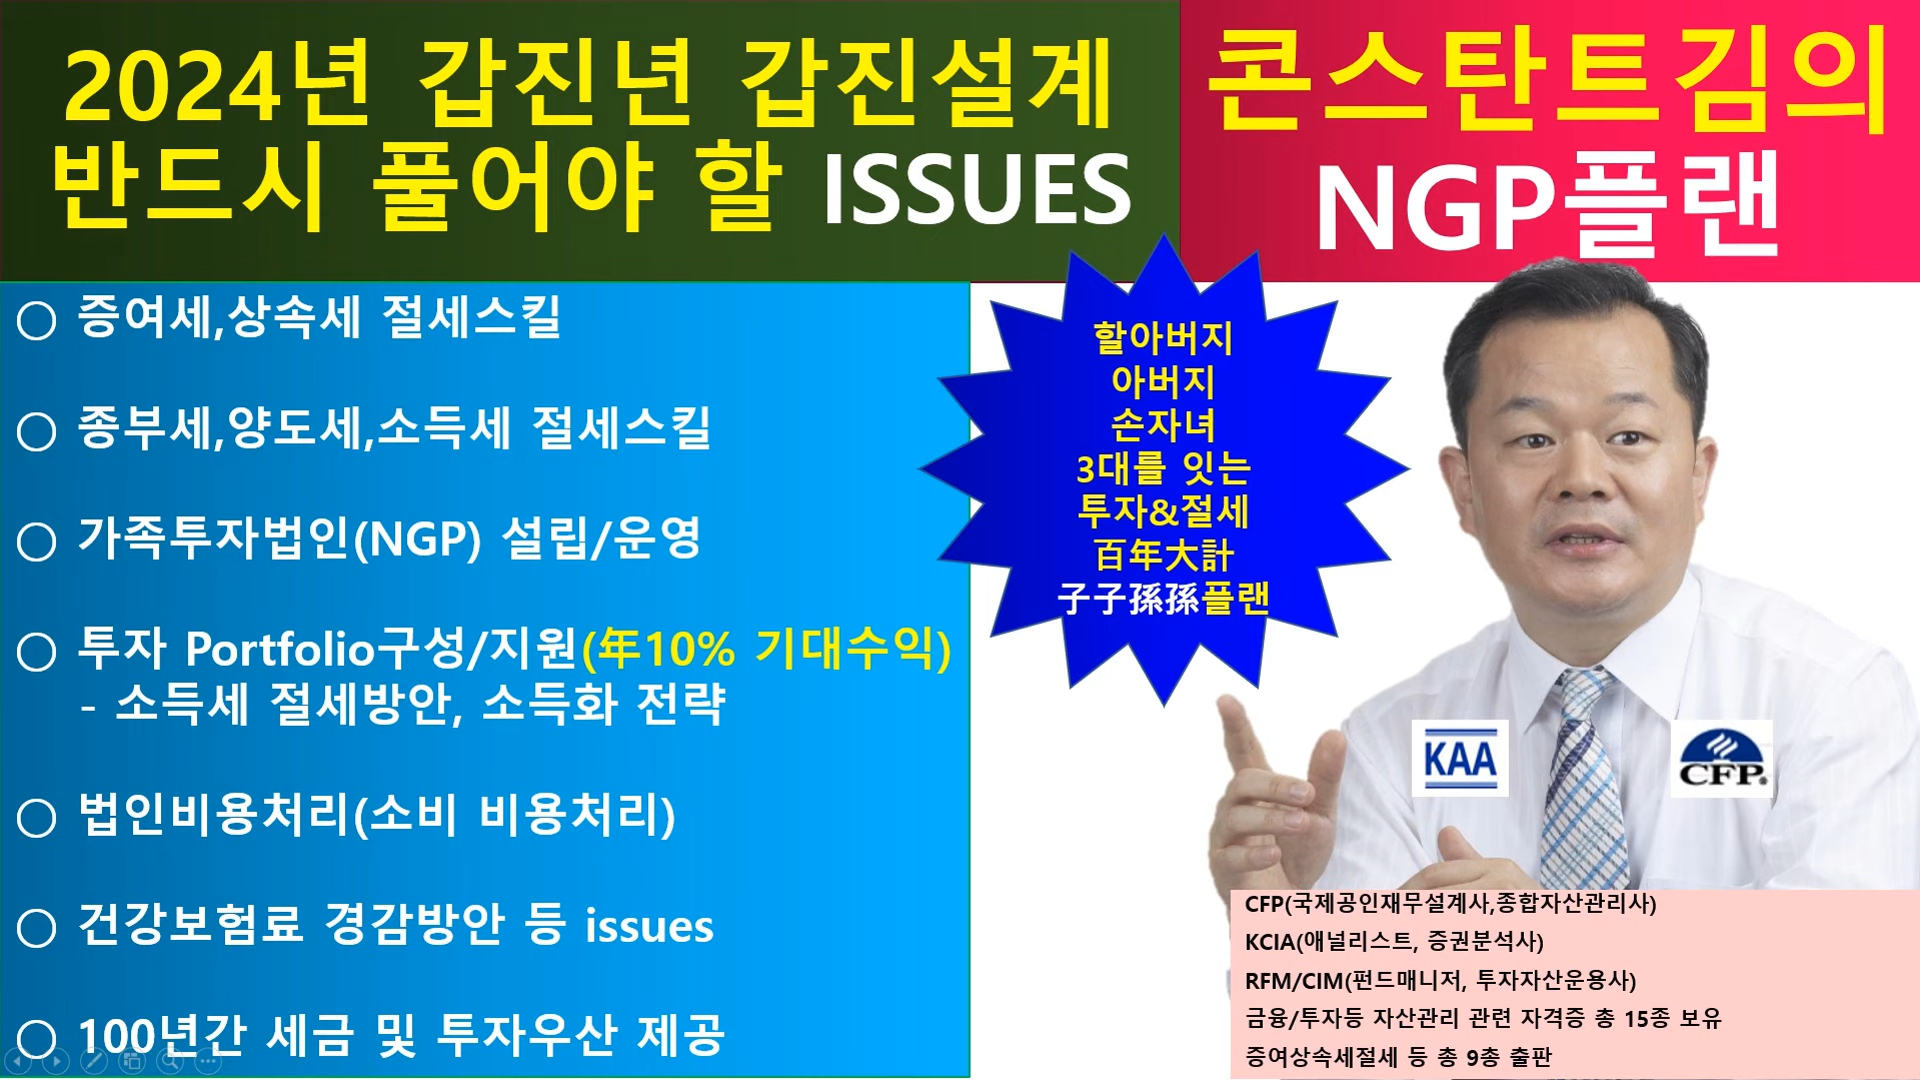 2024년 갑진년 갑진설계
반드시 풀어야 할 ISSUES
콘스탄트김의
NGP플랜
○ 증여세,상속세 절세스킬
○ 종부세,양도세,소득세 절세스킬
○ 가족투자법인(NGP) 설립/운영
○ 투자 Portfolio구성/지원(年10% 기대수익)
- 소득세 절세방안, 소득화 전략
○ 법인비용처리(소비 비용처리)
○ 건강보험료 경감방안 등 issues
○ 100년간 세금 및 투자우산 제공
할아버지
아버지
손자녀
3대를 잇는
투자&절세
百年大計
子子孫孫플랜
KAA
CFP®
CFP(국제공인재무설계사,종합자산관리사)
KCIA(애널리스트, 증권분석사)
RFM/CIM(펀드매니저, 투자자산운용사)
금융/투자등 자산관리 관련 자격증 총 15종 보유
증여상속세절세 등 총 9총 출판